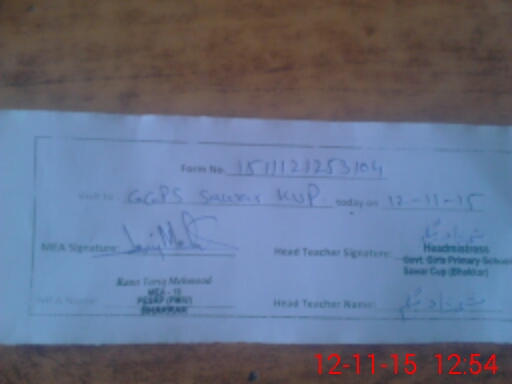 Form No. 1511121253104
Visit to GGPS Sawar KUP today on 12-11-15
MEA Signature:
Head Teacher Signature:
Headmistress
Govt. Girls Primary School
Sawar Cup (Bhakkar)
Rana Tariq Mehmood
MEA - 10
PESRP (PMIU)
BHAKKAR
MEA Name:
Head Teacher Name:
12-11-15 12:54